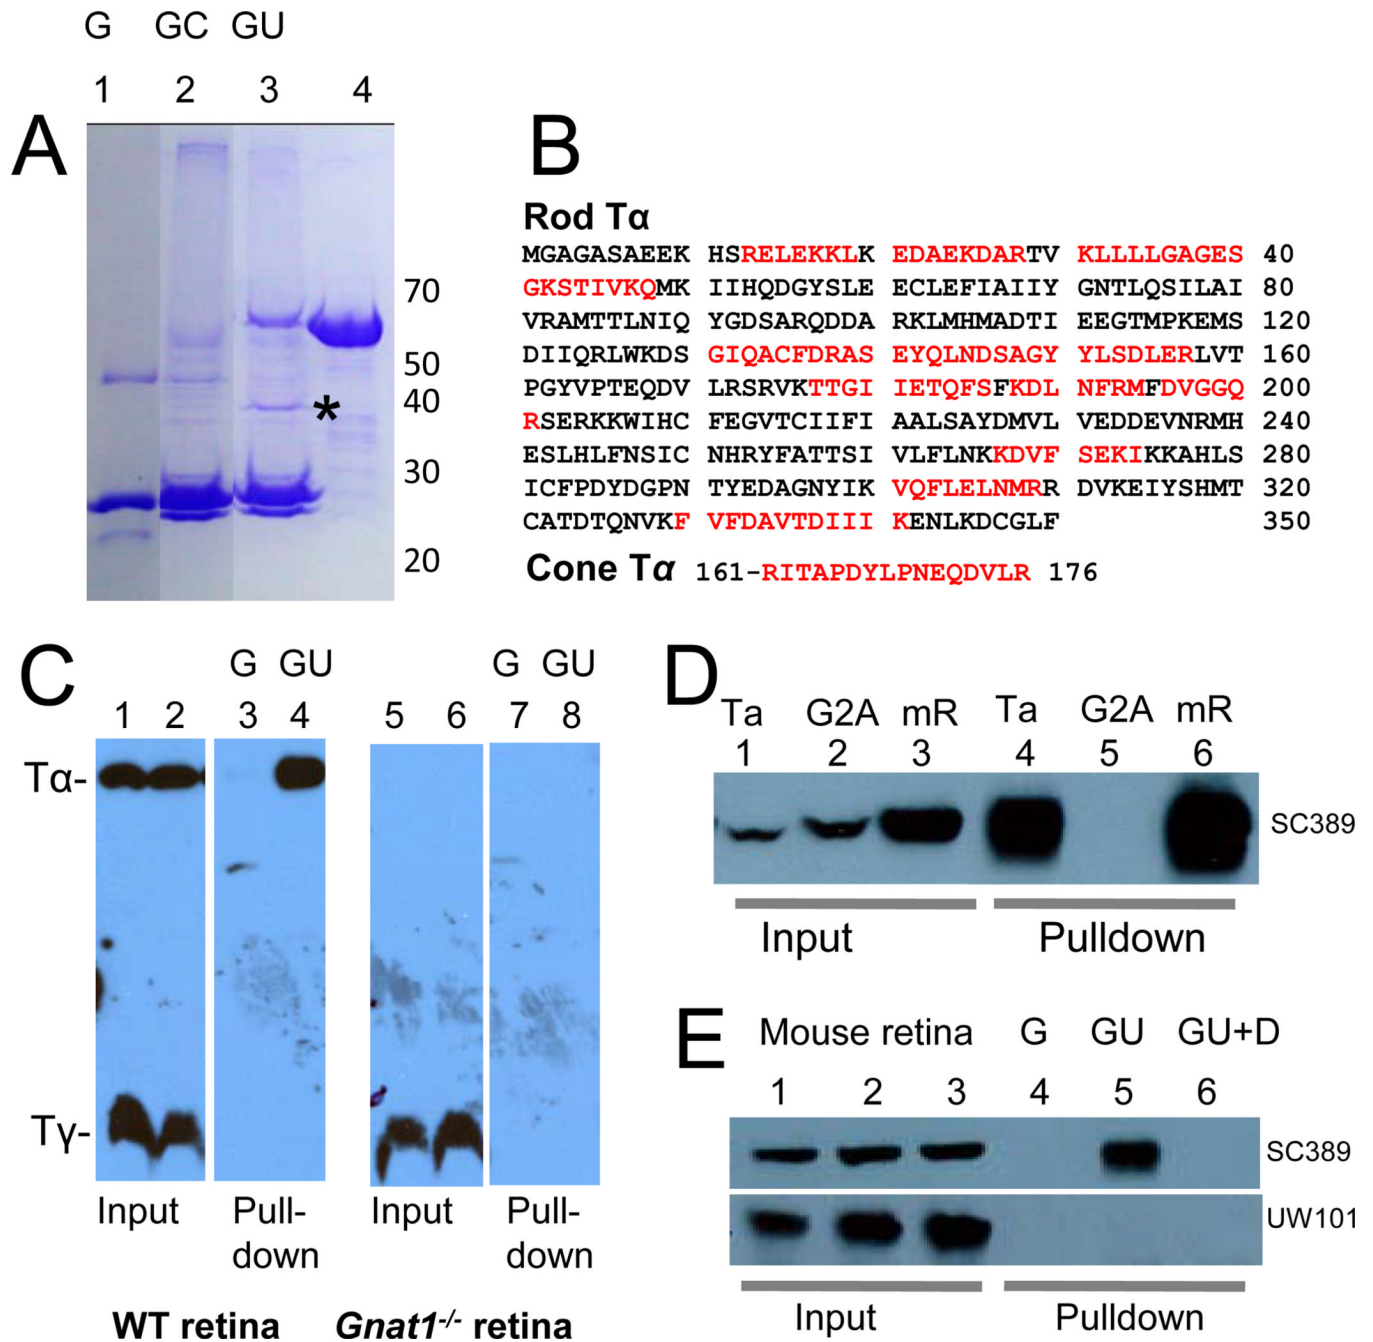 G GC GU
1 2 3 4
A
70
50
40
*
30
20
B
Rod Tα
MGAGASAEEK HSRELEKKLK EDAEKDARTV KLLLLGAGES 40
GKSTIVKQMK IIHQDGYSLE ECLEFIAIIY GNTLQSILAI 80
VRAMTTLNIQ YGDSARQDDA RKLMHMADTI EEGTMPKEMS 120
DIIQRLWKDS GIQACFDRAS EYQLNDSAGY YLSDLERLVT 160
PGYVPTEQDV LRSRVKTTGI IETQFSFKDL NFRMFDVGGQ 200
RSERKKWIHC FEGVTCIIFI AALSAYDMVL VEDDEVNRMH 240
ESLHLFNSIC NHRYFATTSI VLFLNKKDVF SEKIKKAHLS 280
ICFPDYDGPN TYEDAGNYIK VQFLELNMRR DVKEIYSHMT 320
CATDTQNVKF VFDAVTDIII KENLKDCGLF 350
Cone Tα 161-RITAPDYLPNEQDVLR 176
C
G GU G GU
1 2 3 4 5 6 7 8
Tα-
Tγ-
Input Pull- Input Pull-
down down
WT retina Gnat1-/- retina
D
Ta G2A mR Ta G2A mR
1 2 3 4 5 6
SC389
Input Pulldown
E
Mouse retina G GU GU+D
1 2 3 4 5 6
SC389
UW101
Input Pulldown